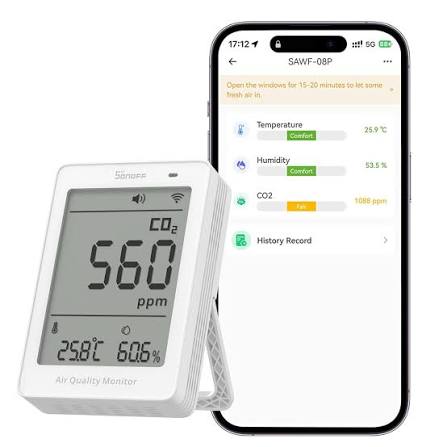 17:12
5G
SAWF-08P
Open the windows for 15-20 minutes to let some
fresh air in.
Temperature
Comfort
25.9 ℃
Humidity
Comfort
53.5 %
CO2
Fair
1088 ppm
History Record
SONOFF
CO2
560
ppm
25.8℃
60.6%
Air Quality Monitor